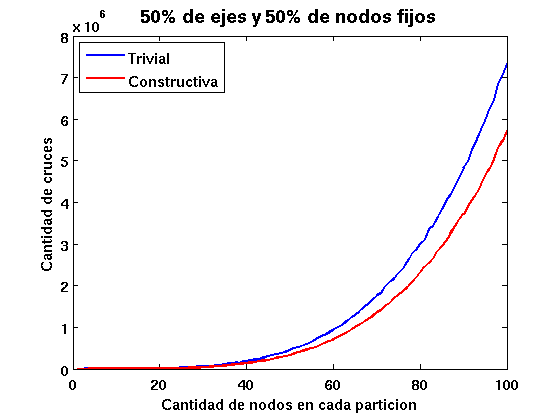 50% de ejes y 50% de nodos fijos
x 10^6
8
7
6
5
4
3
2
1
0
Trivial
Constructiva
Cantidad de cruces
0
20
40
60
80
100
Cantidad de nodos en cada particion